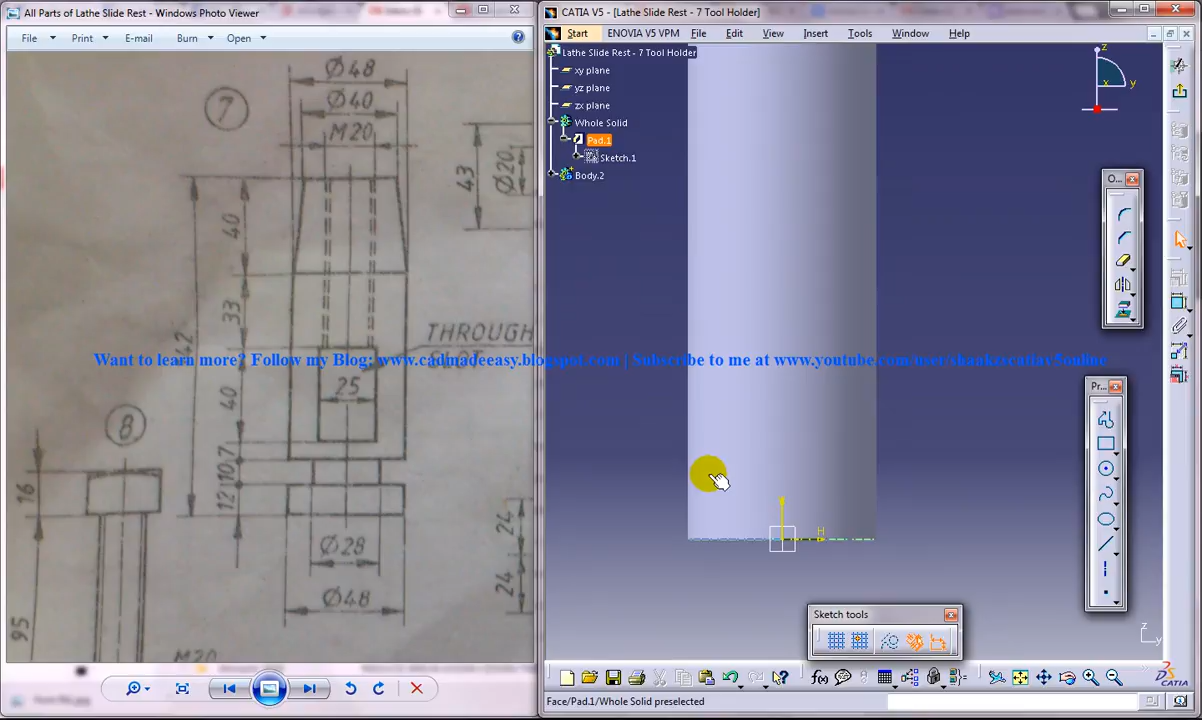 All Parts of Lathe Slide Rest - Windows Photo Viewer
File Print E-mail Burn Open
Ø48
7
Ø40
M20
43
Ø20
40
33
THROUGH
25
40
8
10,7
16
12
24
Ø28
Ø48
24
95
M20
Want to learn more? Follow my Blog: www.cadmadeeasy.blogspot.com | Subscribe to me at www.youtube.com/user/shaakzcatiav5online
CATIA V5 - [Lathe Slide Rest - 7 Tool Holder]
Start ENOVIA V5 VPM File Edit View Insert Tools Window Help
Lathe Slide Rest - 7 Tool Holder
xy plane
yz plane
zx plane
Whole Solid
Pad.1
Sketch.1
Body.2
z
x y
O...
Pr...
H
Sketch tools
z
y
f(x)
Face/Pad.1/Whole Solid preselected